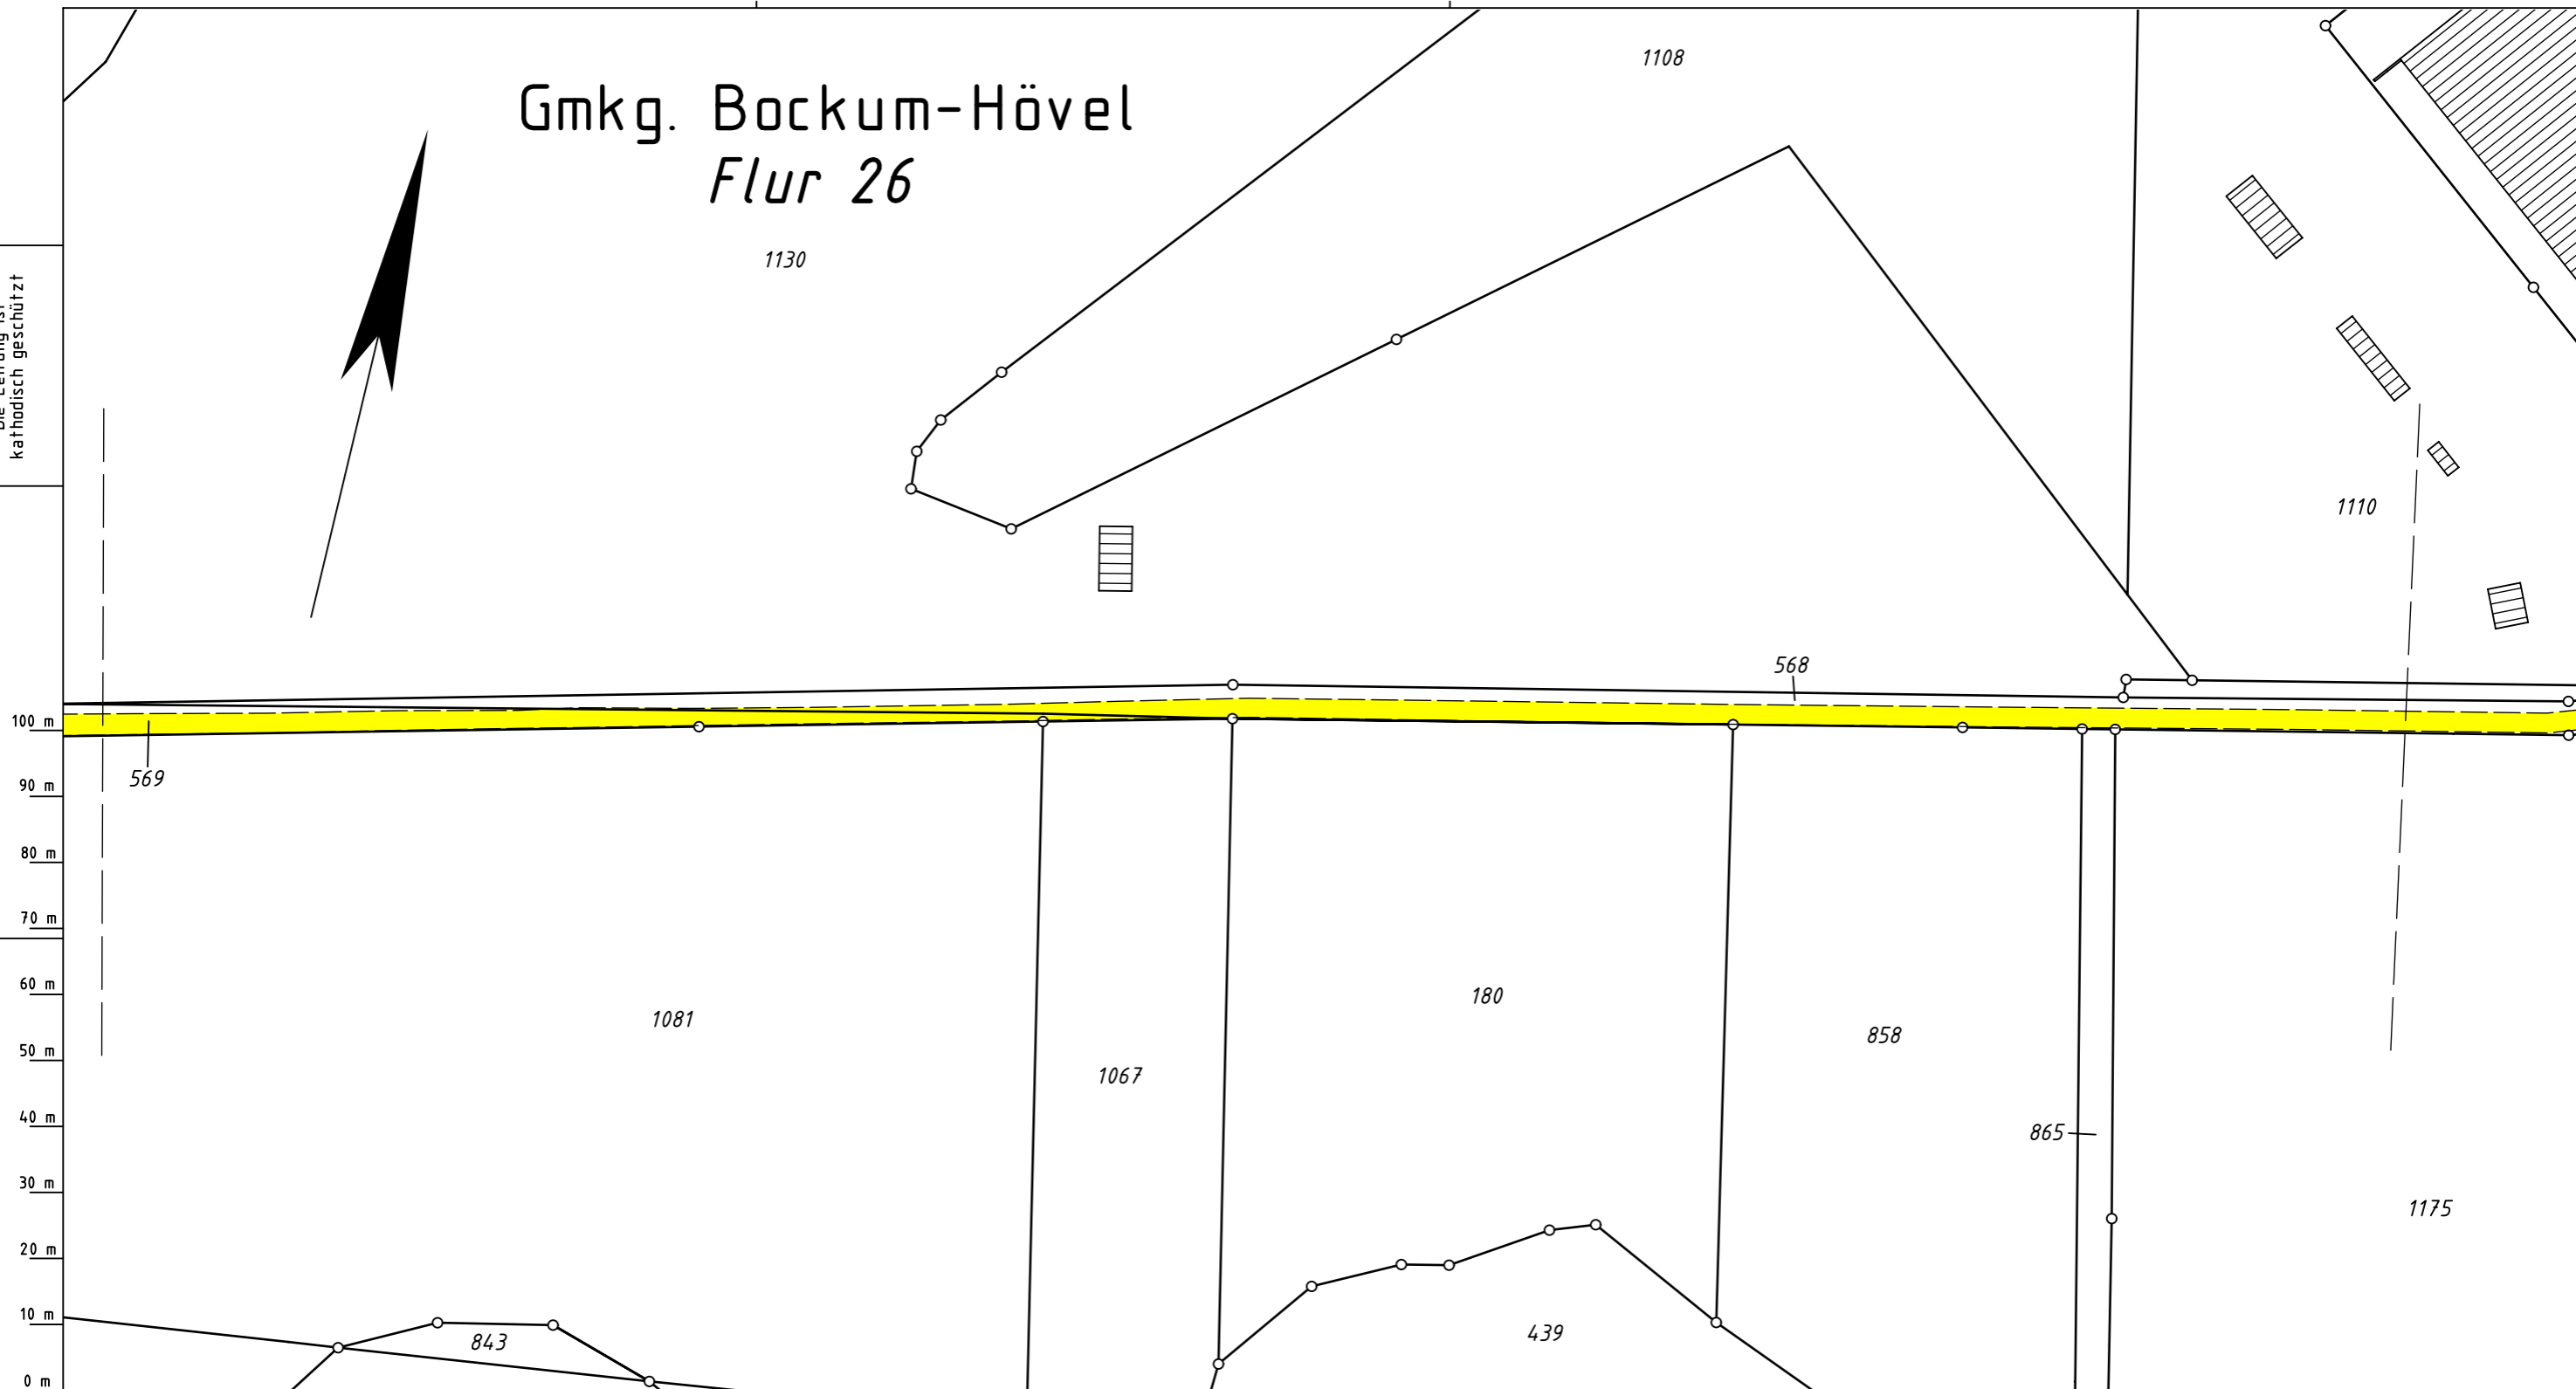 Gmkg. Bockum-Hövel
Flur 26
1108
1130
kathodisch geschützt
1110
568
100 m
569
90 m
80 m
70 m
60 m
50 m
40 m
30 m
20 m
10 m
0 m
1081
1067
180
858
865
1175
843
439